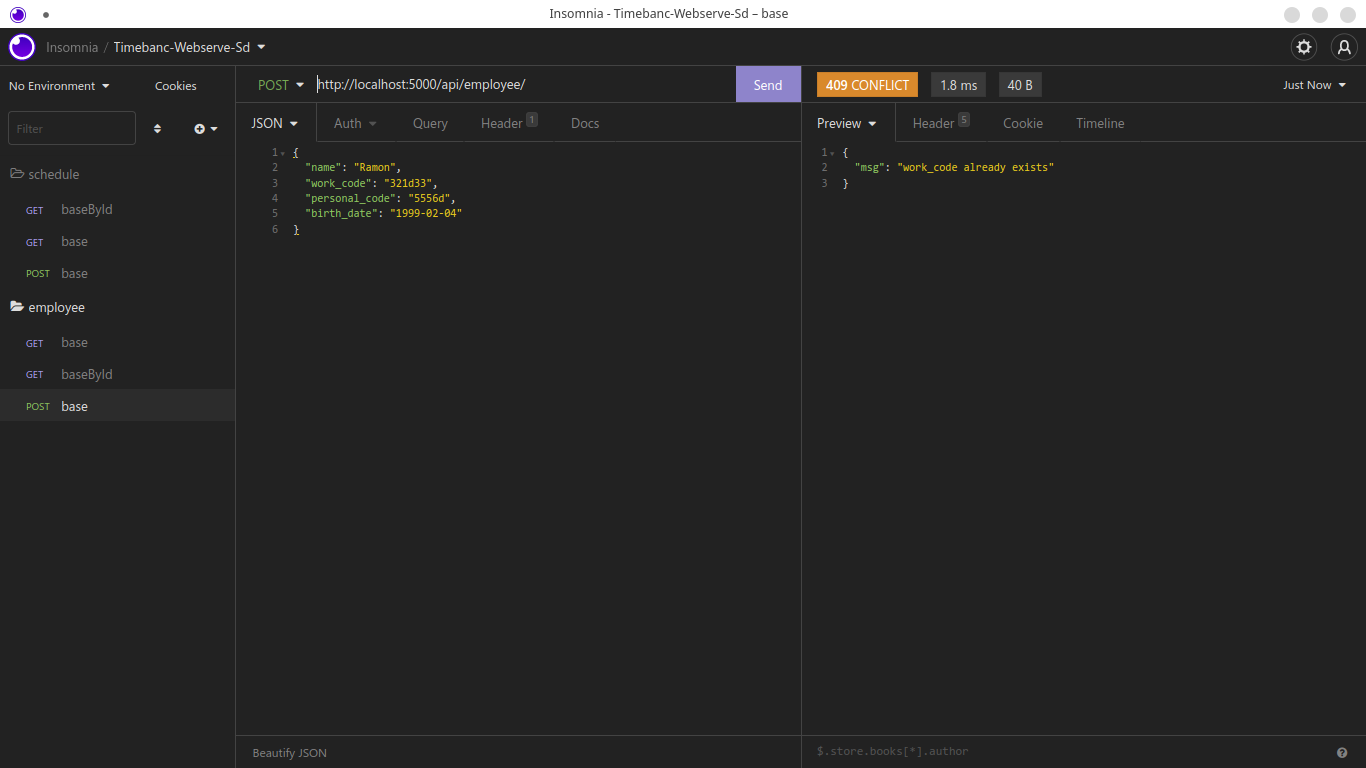 Insomnia - Timebanc-Webserve-Sd – base
Insomnia / Timebanc-Webserve-Sd
No Environment Cookies
Filter
schedule
GET baseById
GET base
POST base
employee
GET base
GET baseById
POST base
POST http://localhost:5000/api/employee/ Send
JSON Auth Query Header 1 Docs
1 {
2 "name": "Ramon",
3 "work_code": "321d33",
4 "personal_code": "5556d",
5 "birth_date": "1999-02-04"
6 }
Beautify JSON
409 CONFLICT 1.8 ms 40 B Just Now
Preview Header 5 Cookie Timeline
1 {
2 "msg": "work_code already exists"
3 }
$.store.books[*].author ?